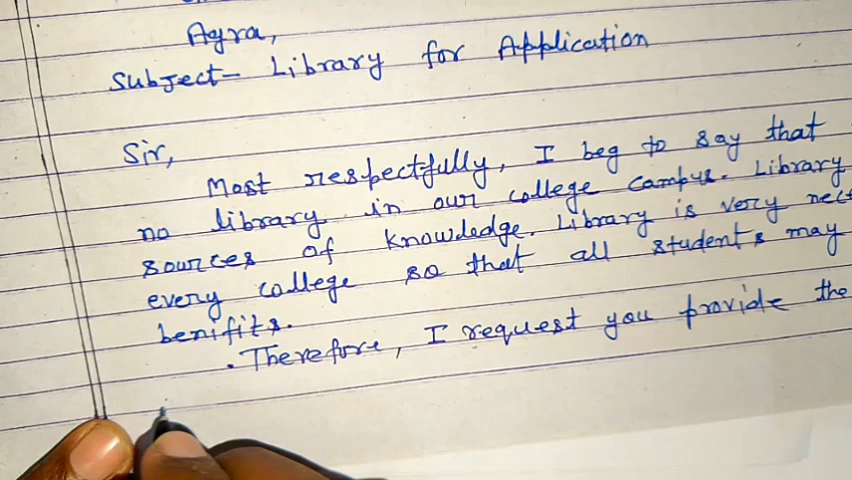 Agra,
Subject- Library for Application
Sir,
Most respectfully, I beg to say that
no library in our college campus. Library
sources of knowledge. Library is very
every college so that all students may
benifits.
Therefore, I request you provide the